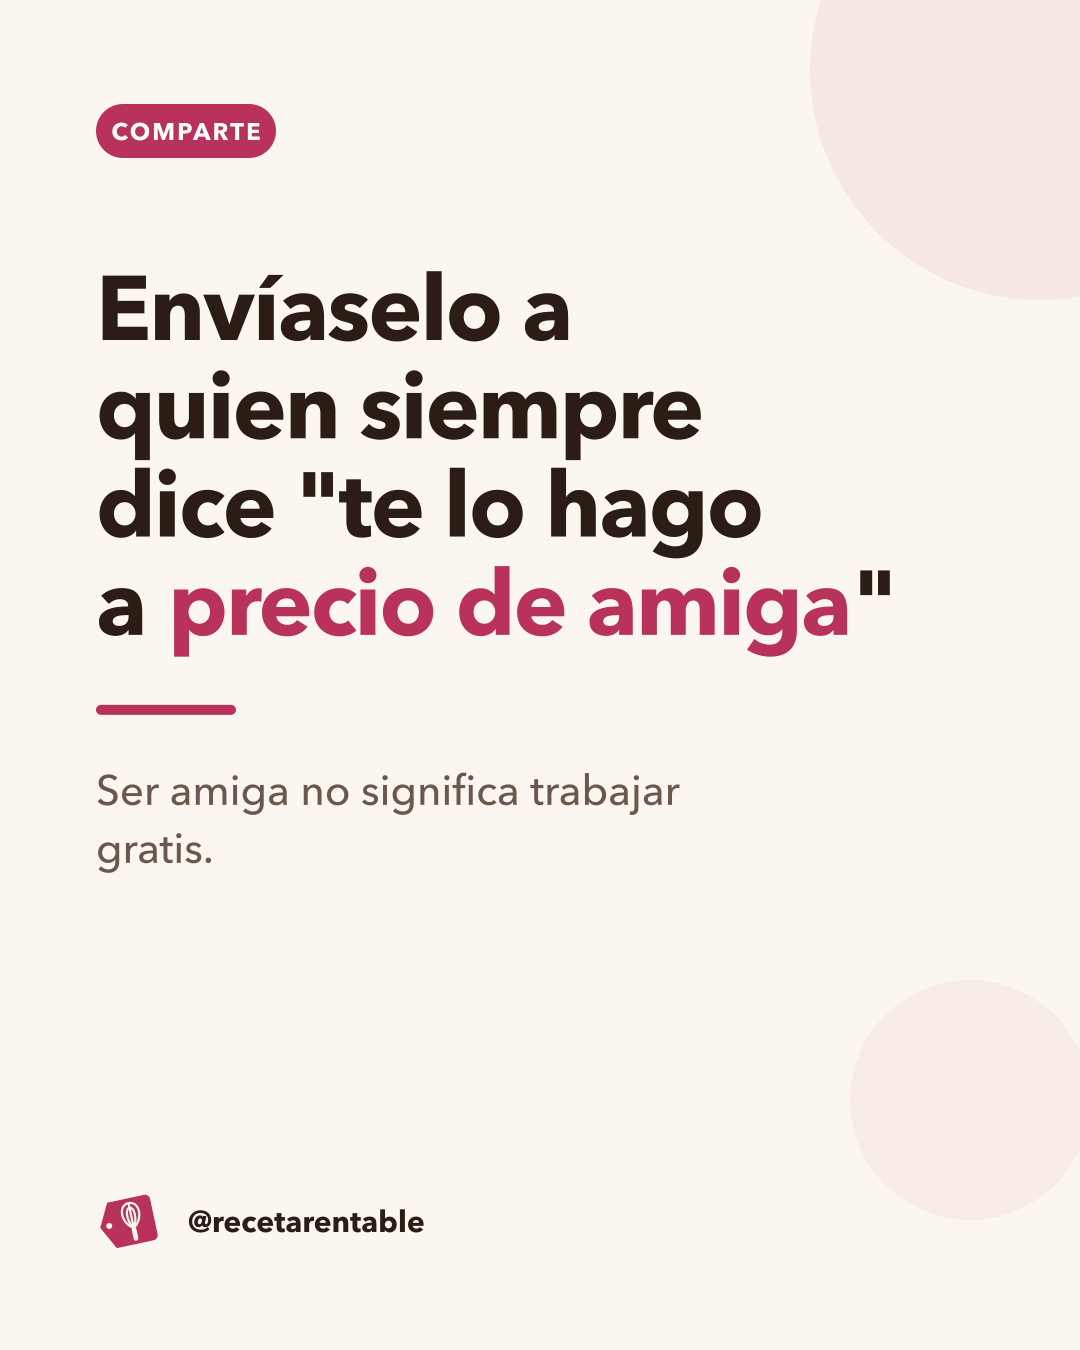 COMPARTE
Envíaselo a
quien siempre
dice "te lo hago
a precio de amiga"
Ser amiga no significa trabajar
gratis.
@recetarentable